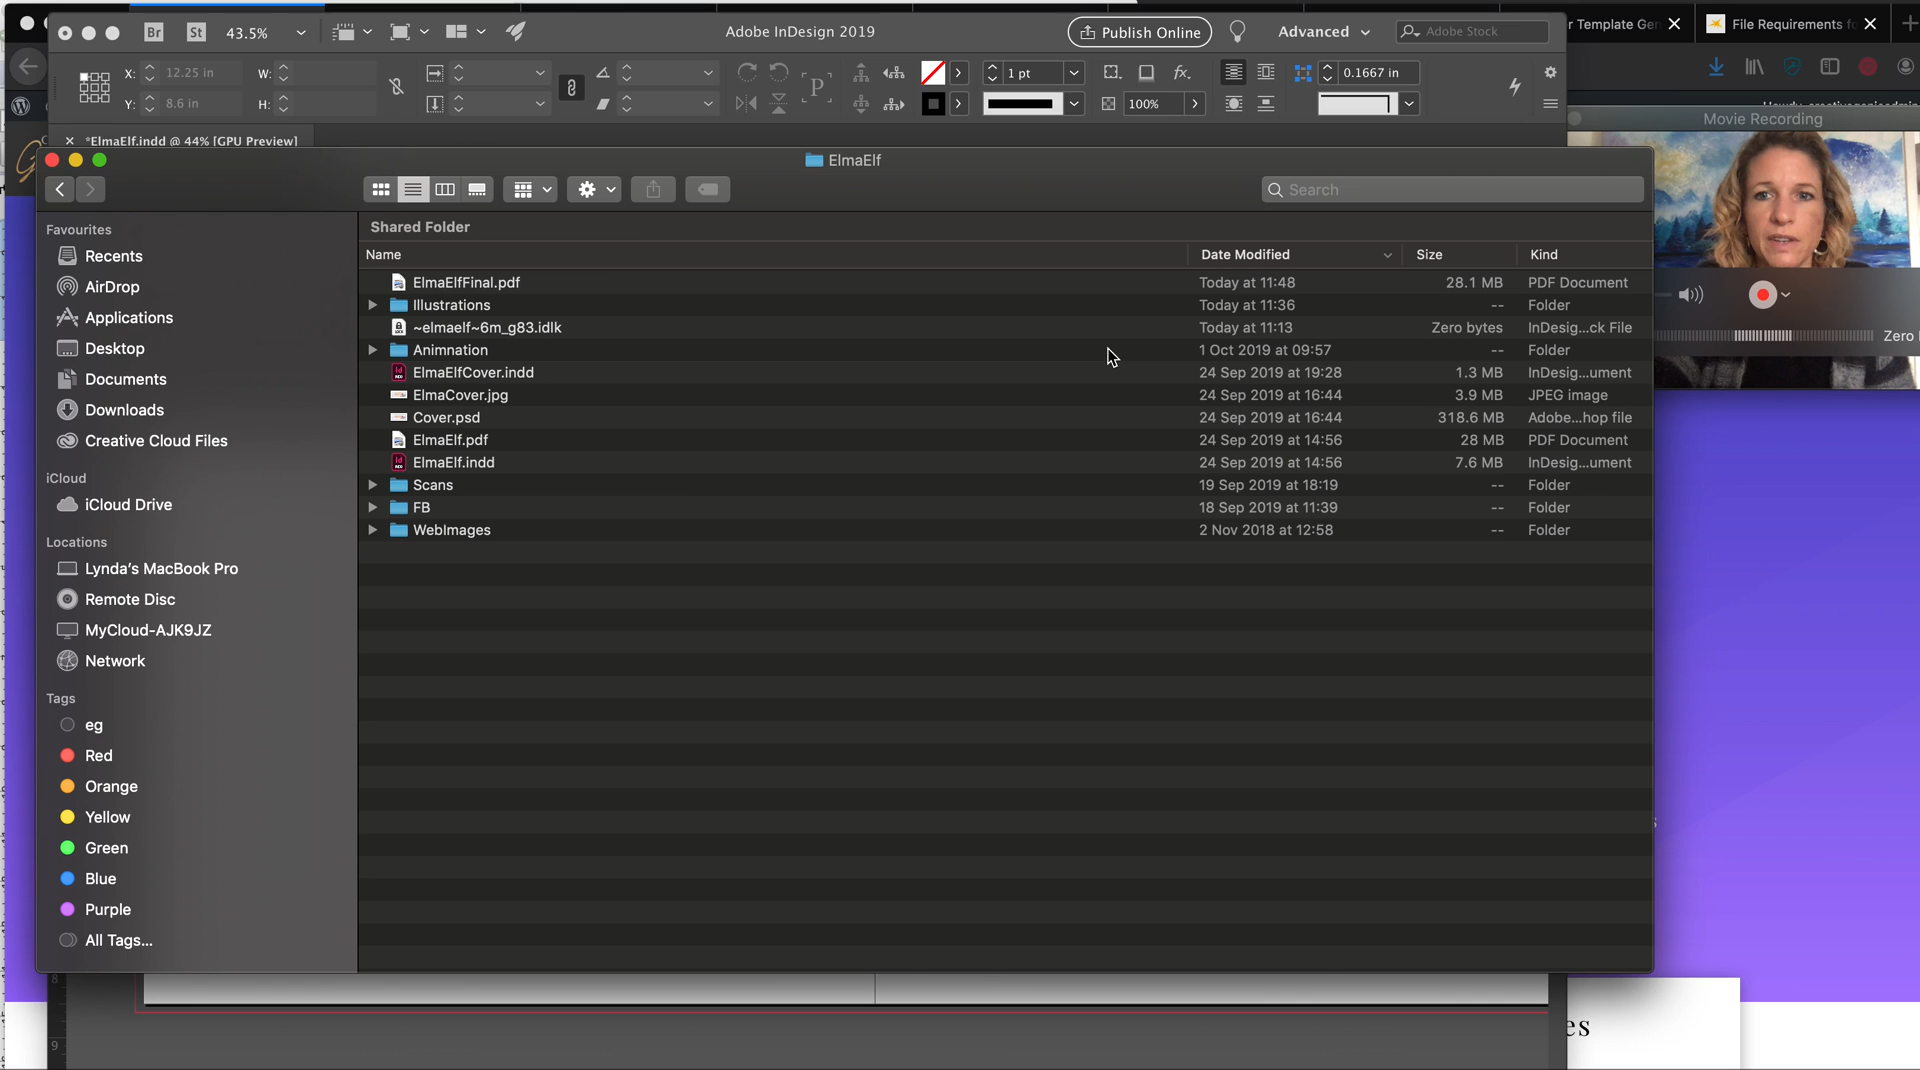 Br St 43.5% Adobe InDesign 2019 Publish Online Advanced Adobe Stock
r Template Gen File Requirements fo
X: 12.25 in W: 1 pt 0.1667 in
Y: 8.6 in H: 100%
*ElmaElf.indd @ 44% [GPU Preview]
Movie Recording
ElmaElf
Search
Favourites
Recents
AirDrop
Applications
Desktop
Documents
Downloads
Creative Cloud Files
iCloud
iCloud Drive
Locations
Lynda's MacBook Pro
Remote Disc
MyCloud-AJK9JZ
Network
Tags
eg
Red
Orange
Yellow
Green
Blue
Purple
All Tags...
Shared Folder
Name Date Modified Size Kind
ElmaElfFinal.pdf Today at 11:48 28.1 MB PDF Document
Illustrations Today at 11:36 -- Folder
~elmaelf~6m_g83.idlk Today at 11:13 Zero bytes InDesig...ck File
Animnation 1 Oct 2019 at 09:57 -- Folder
ElmaElfCover.indd 24 Sep 2019 at 19:28 1.3 MB InDesig...ument
ElmaCover.jpg 24 Sep 2019 at 16:44 3.9 MB JPEG image
Cover.psd 24 Sep 2019 at 16:44 318.6 MB Adobe...hop file
ElmaElf.pdf 24 Sep 2019 at 14:56 28 MB PDF Document
ElmaElf.indd 24 Sep 2019 at 14:56 7.6 MB InDesig...ument
Scans 19 Sep 2019 at 18:19 -- Folder
FB 18 Sep 2019 at 11:39 -- Folder
WebImages 2 Nov 2018 at 12:58 -- Folder
Zero
8
9
es